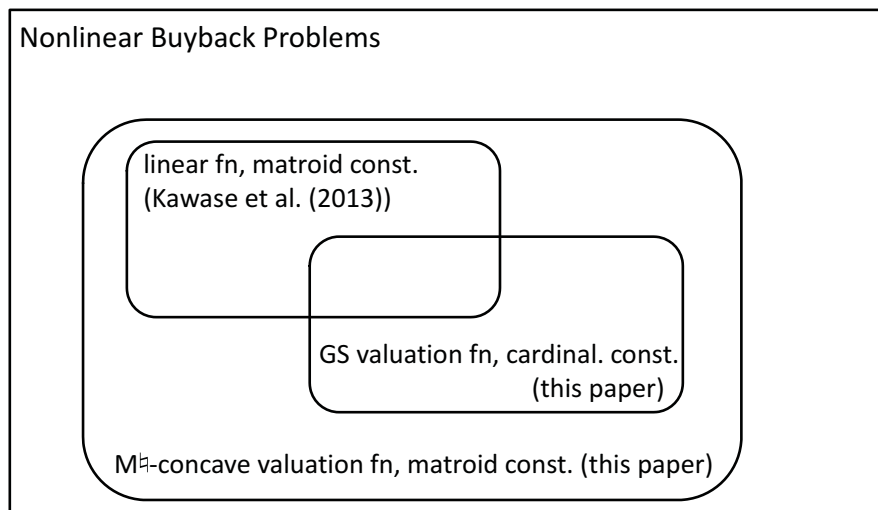 Nonlinear Buyback Problems
linear fn, matroid const.
(Kawase et al. (2013))
GS valuation fn, cardinal. const.
(this paper)
M♮-concave valuation fn, matroid const. (this paper)